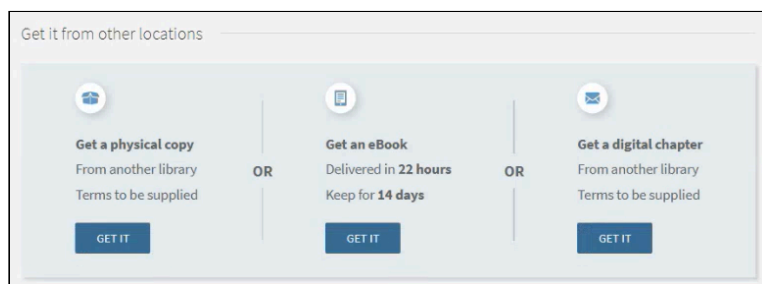 Get it from other locations
Get a physical copy
From another library
Terms to be supplied
GET IT
OR
Get an eBook
Delivered in 22 hours
Keep for 14 days
GET IT
OR
Get a digital chapter
From another library
Terms to be supplied
GET IT